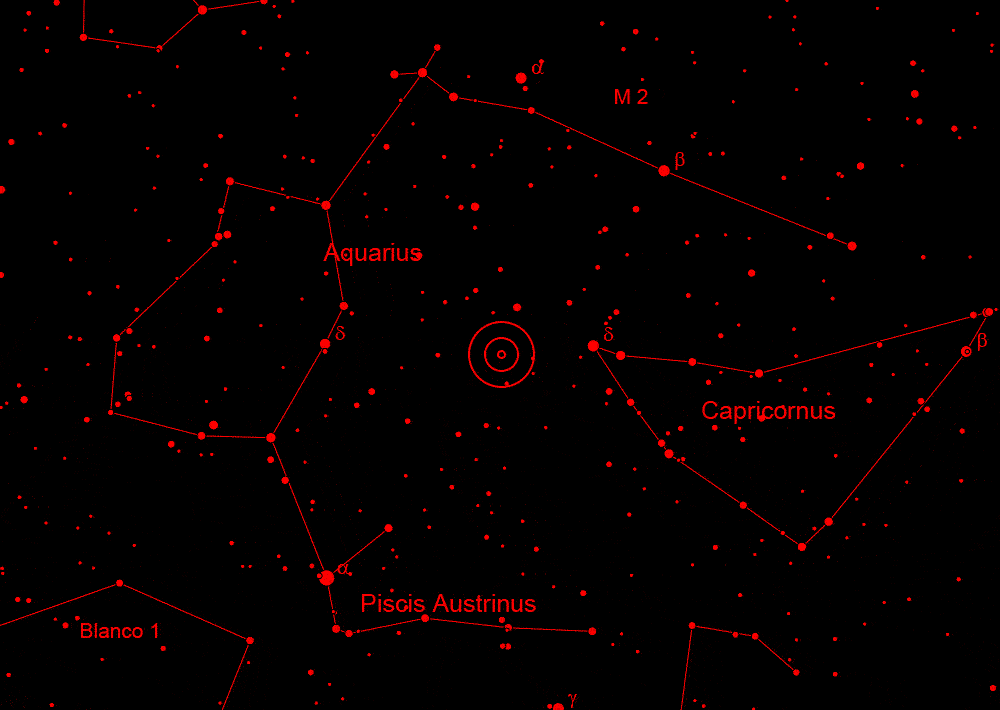 α
M 2
β
Aquarius
δ
δ
β
Capricornus
α
Piscis Austrinus
Blanco 1
γ